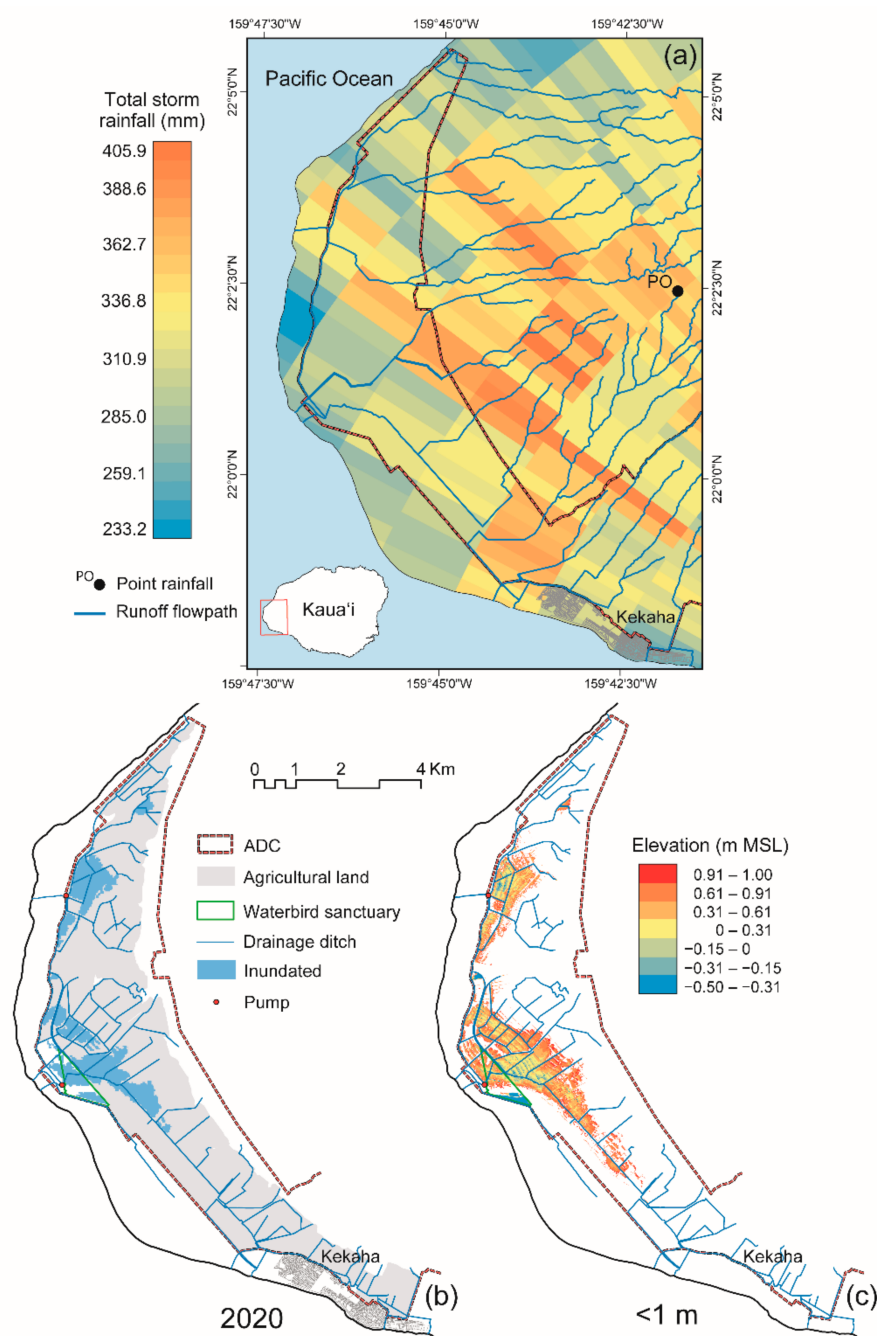 159°47'30"W
159°45'0"W
159°42'30"W
(a)
Pacific Ocean
Total storm
rainfall (mm)
405.9
388.6
362.7
336.8
310.9
285.0
259.1
233.2
22°5'0"N
22°5'0"N
22°2'30"N
22°2'30"N
22°0'0"N
22°0'0"N
PO
PO
Point rainfall
Runoff flowpath
Kauaʻi
Kekaha
159°47'30"W
159°45'0"W
159°42'30"W
0 1 2 4 Km
ADC
Agricultural land
Waterbird sanctuary
Drainage ditch
Inundated
Pump
Elevation (m MSL)
0.91 – 1.00
0.61 – 0.91
0.31 – 0.61
0 – 0.31
−0.15 – 0
−0.31 – −0.15
−0.50 – −0.31
Kekaha
(b)
2020
Kekaha
(c)
<1 m